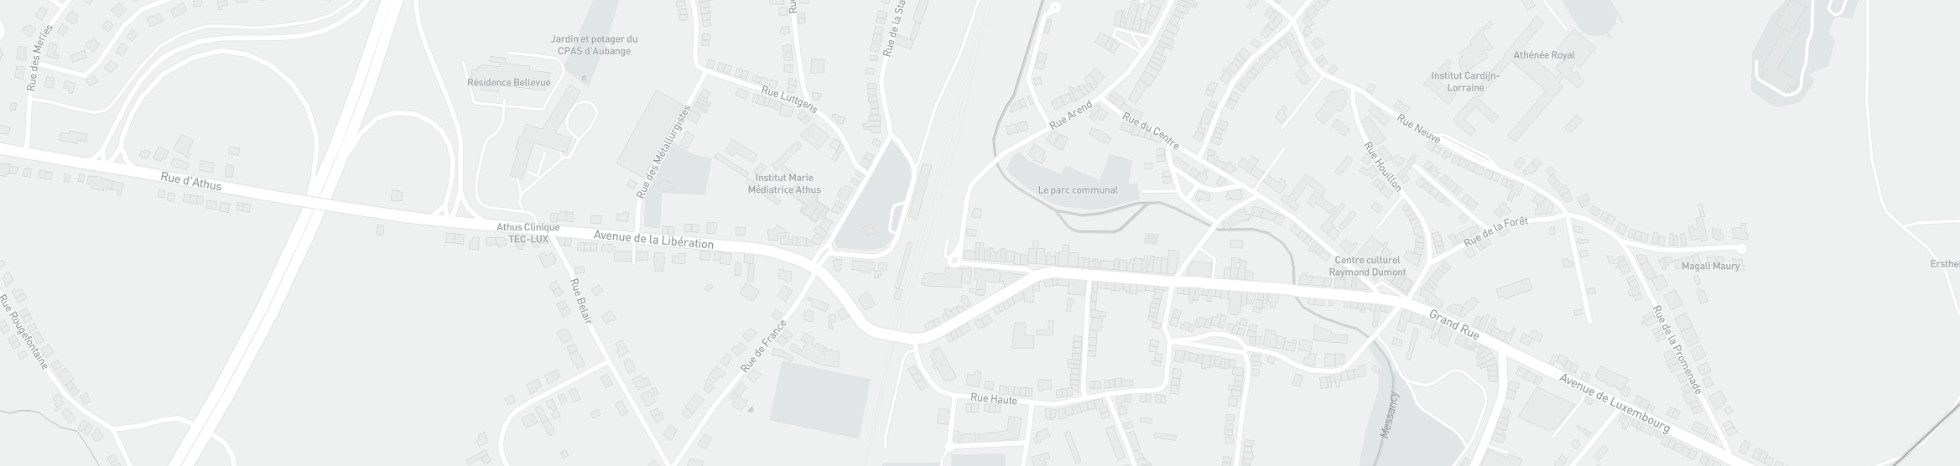 Rue des Merles
Jardin et potager du
CPAS d'Aubange
Résidence Bellevue
Rue Luttgens
Rue de la Sta
Rue des Métallurgistes
Institut Marie
Médiatrice Athus
Rue d'Athus
Athus Clinique
TEC-LUX
Avenue de la Libération
Rue Belair
Rue de France
Rue Rougefontaine
Rue Haute
Rue Arend
Rue du Centre
Le parc communal
Athénée Royal
Institut Cardijn-
Lorraine
Rue Neuve
Rue Houillon
Rue de la Forêt
Centre culturel
Raymond Dumont
Magali Maury
Ersthe
Grand Rue
Rue de la Promenade
Avenue de Luxembourg
Messancy